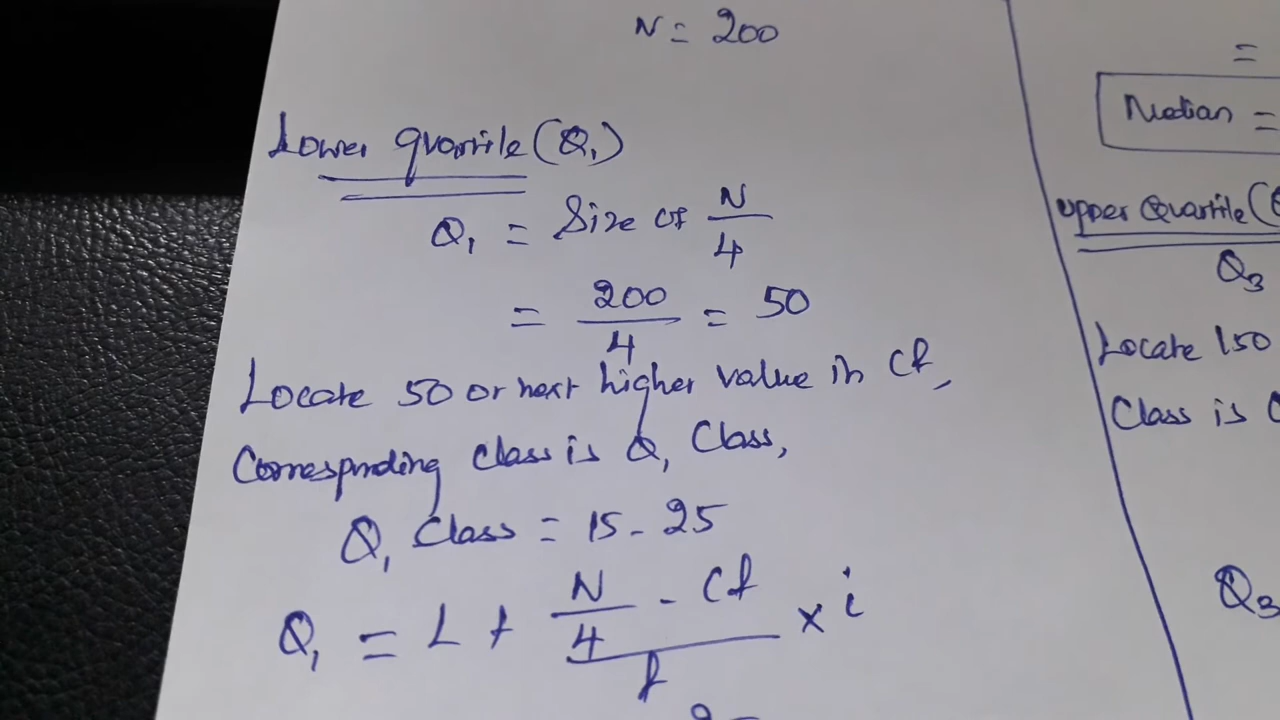 N = 200
Lower quartile (Q₁)
Q₁ = Size of N/4
= 200/4 = 50
Locate 50 or next higher value in Cf,
Corresponding class is Q₁ Class,
Q₁ Class = 15 - 25
Q₁ = L + (N/4 - Cf)/f × i
=
Median =
upper Quartile (
Q₃
Locate 150
Class is
Q₃